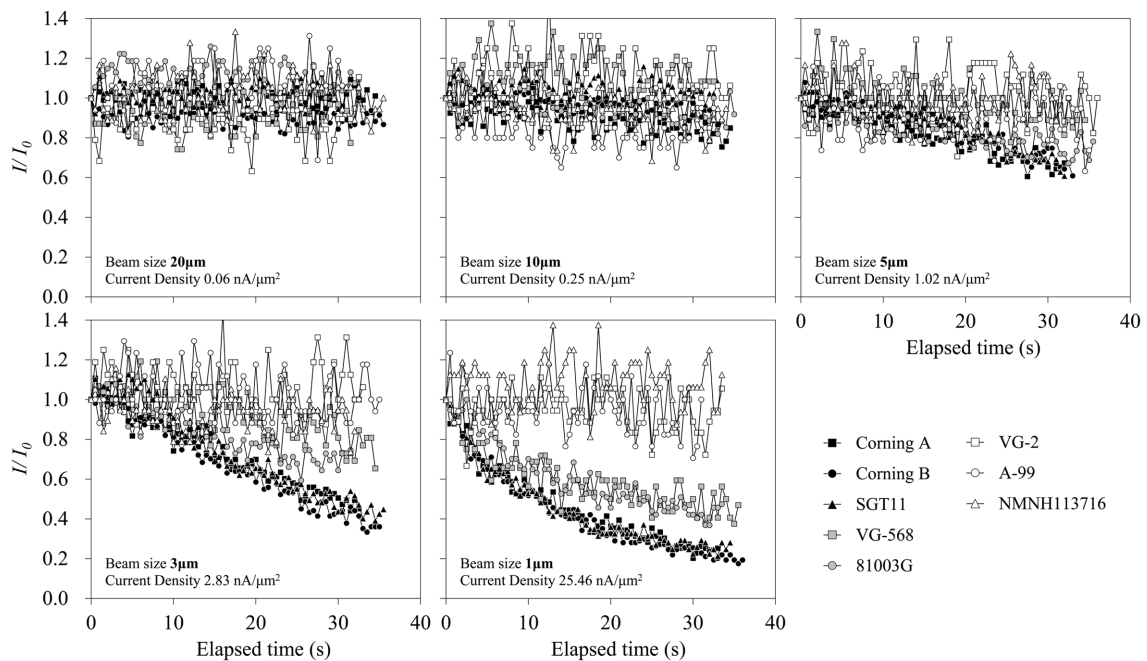 1.4
1.2
1.0
0.8
0.6
0.4
0.2
0.0
I/I0
Beam size 20μm
Current Density 0.06 nA/μm²
Beam size 10μm
Current Density 0.25 nA/μm²
Beam size 5μm
Current Density 1.02 nA/μm²
0 10 20 30 40
Elapsed time (s)
1.4
1.2
1.0
0.8
0.6
0.4
0.2
0.0
I/I0
Beam size 3μm
Current Density 2.83 nA/μm²
Beam size 1μm
Current Density 25.46 nA/μm²
0 10 20 30 40
Elapsed time (s)
0 10 20 30 40
Elapsed time (s)
Corning A
Corning B
SGT11
VG-568
81003G
VG-2
A-99
NMNH113716